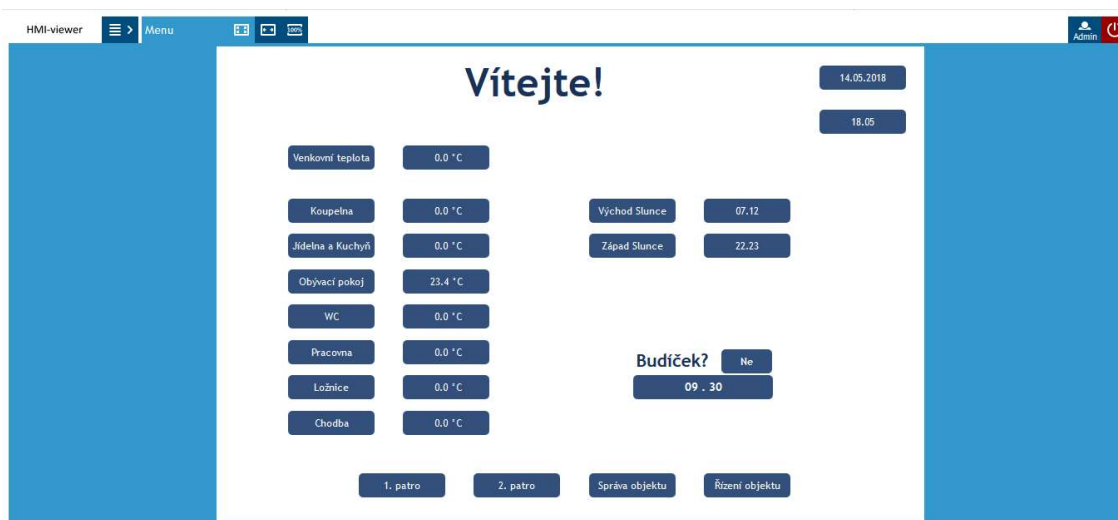 HMI-viewer Menu 100% Admin
Vítejte!
14.05.2018
18.05
Venkovní teplota 0.0 °C
Koupelna 0.0 °C Východ Slunce 07.12
Jídelna a Kuchyň 0.0 °C Západ Slunce 22.23
Obývací pokoj 23.4 °C
WC 0.0 °C
Pracovna 0.0 °C
Budíček? Ne
Ložnice 0.0 °C 09 . 30
Chodba 0.0 °C
1. patro 2. patro Správa objektu Řízení objektu